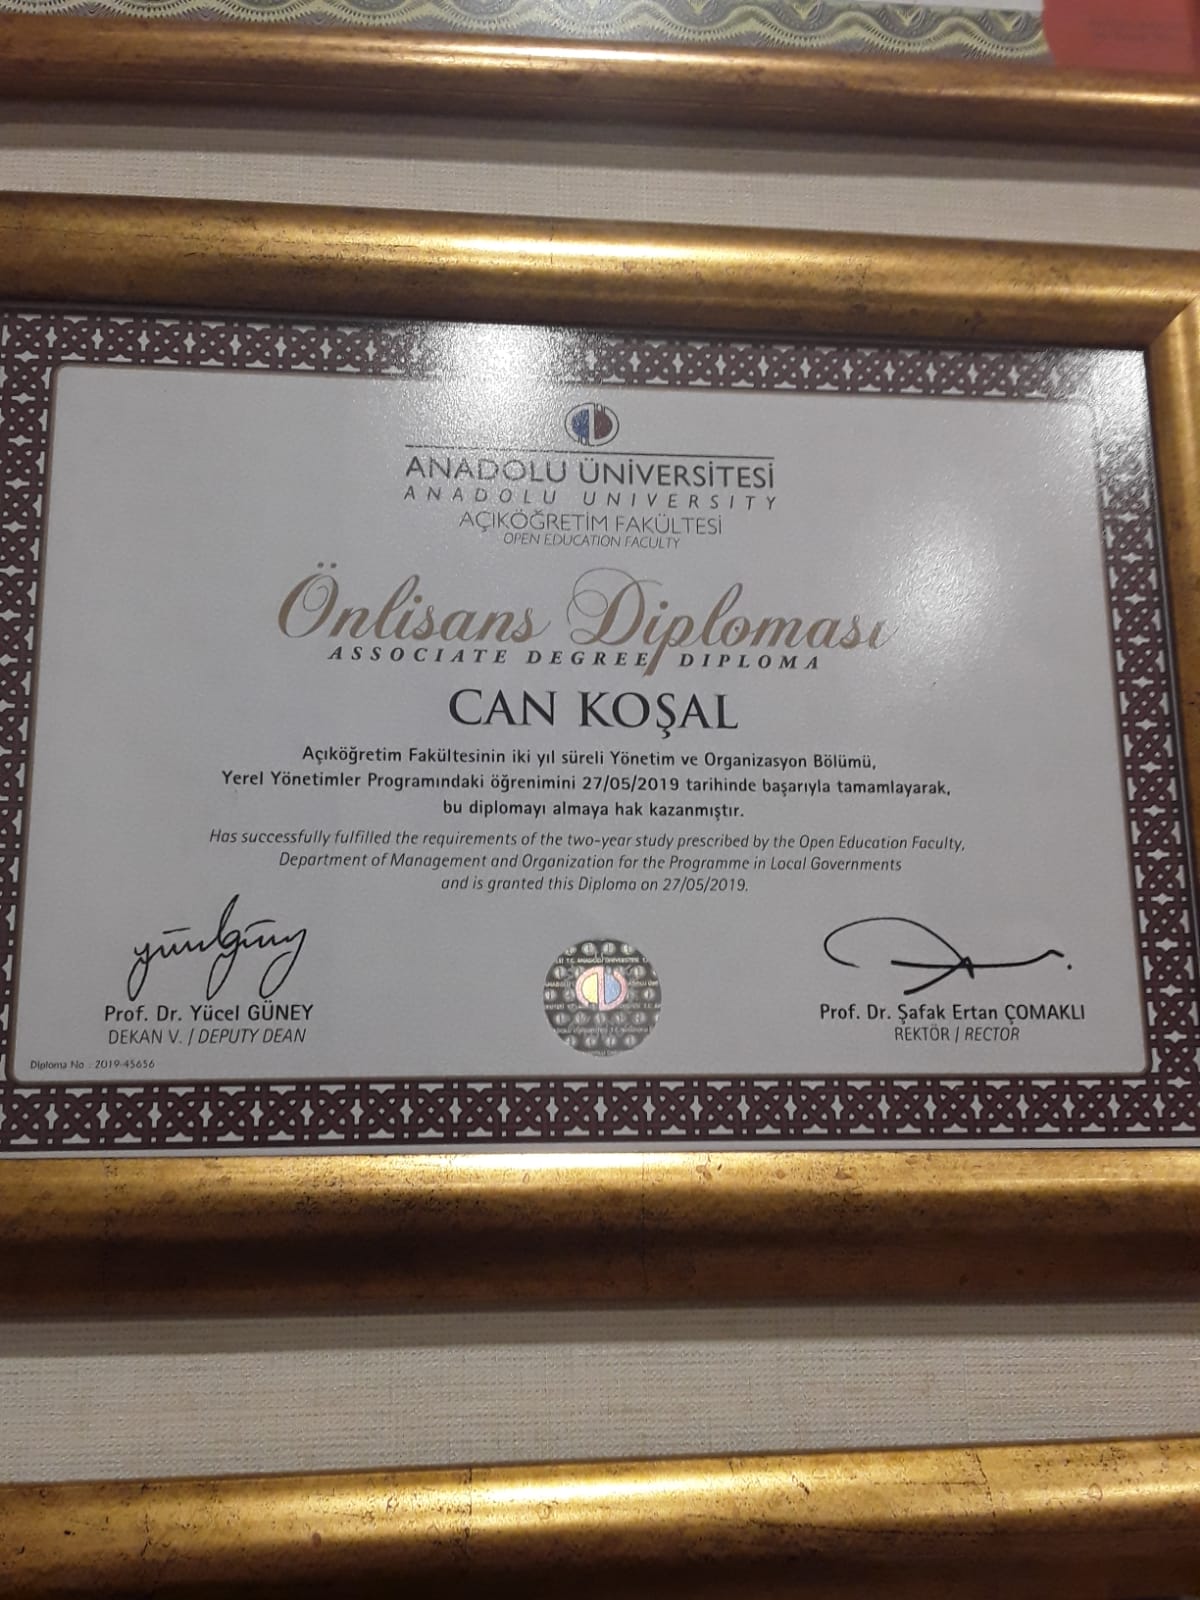 ANADOLU ÜNİVERSİTESİ
ANADOLU UNIVERSITY
AÇIKÖĞRETİM FAKÜLTESİ
OPEN EDUCATION FACULTY
Önlisans Diploması
ASSOCIATE DEGREE DIPLOMA
CAN KOŞAL
Açıköğretim Fakültesinin iki yıl süreli Yönetim ve Organizasyon Bölümü,
Yerel Yönetimler Programındaki öğrenimini 27/05/2019 tarihinde başarıyla tamamlayarak,
bu diplomayı almaya hak kazanmıştır.
Has successfully fulfilled the requirements of the two-year study prescribed by the Open Education Faculty,
Department of Management and Organization for the Programme in Local Governments
and is granted this Diploma on 27/05/2019.
Prof. Dr. Yücel GÜNEY
DEKAN V. / DEPUTY DEAN
Prof. Dr. Şafak Ertan ÇOMAKLI
REKTÖR / RECTOR
Diploma No : 2019-45656